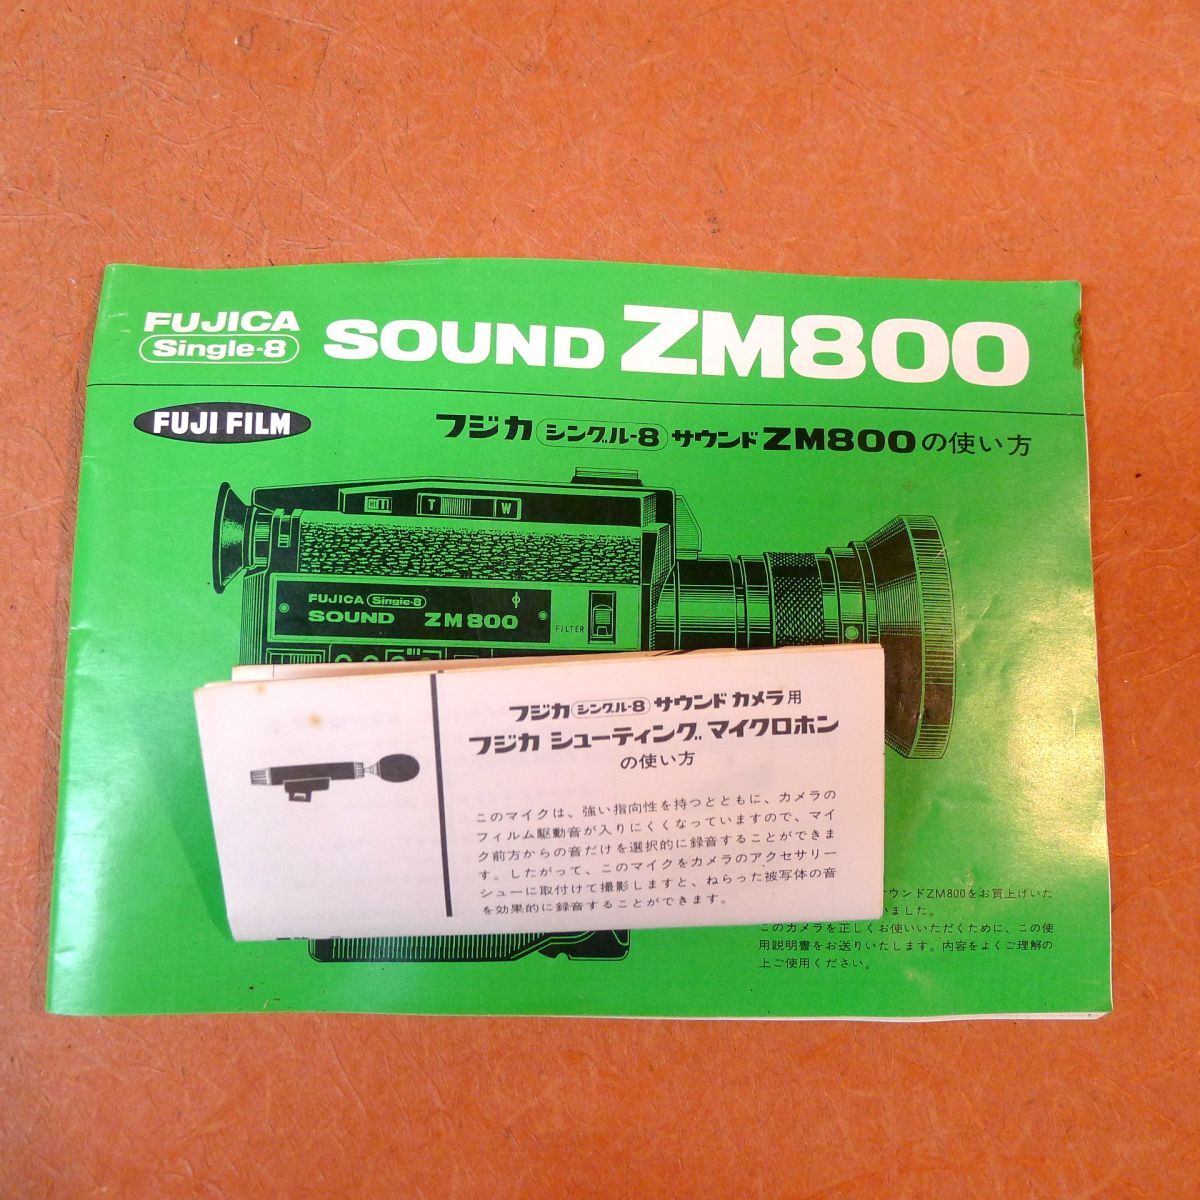 FUJICA
Single-8
SOUND ZM800
FUJI FILM
フジカ シングル-8 サウンド ZM800の使い方
T W
FUJICA Single-8
SOUND ZM800
FILTER
フジカ シングル-8 サウンド カメラ用
フジカ シューティング マイクロホン
の使い方
このマイクは、強い指向性を持つとともに、カメラの
フィルム駆動音が入りにくくなっていますので、マイ
ク前方からの音だけを選択的に録音することができま
す。したがって、このマイクをカメラのアクセサリー
シューに取付けて撮影しますと、ねらった被写体の音
を効果的に録音することができます。
サウンドZM800をお買上げいた
いました。
このカメラを正しくお使いいただくために、この使
用説明書をお送りいたします。内容をよくご理解の
上ご使用ください。